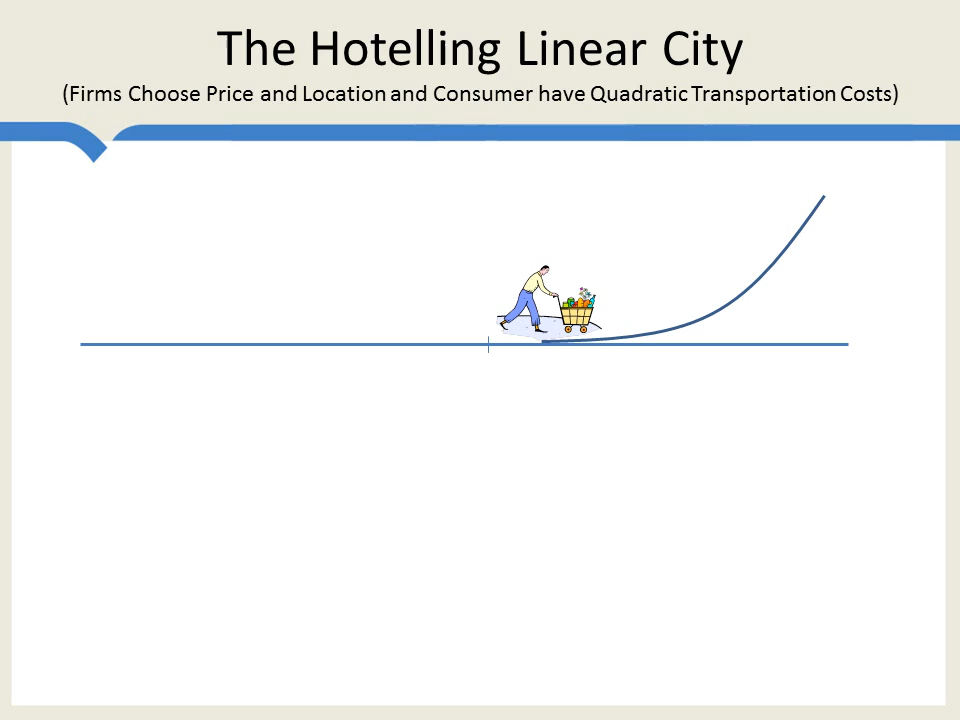 The Hotelling Linear City
(Firms Choose Price and Location and Consumer have Quadratic Transportation Costs)